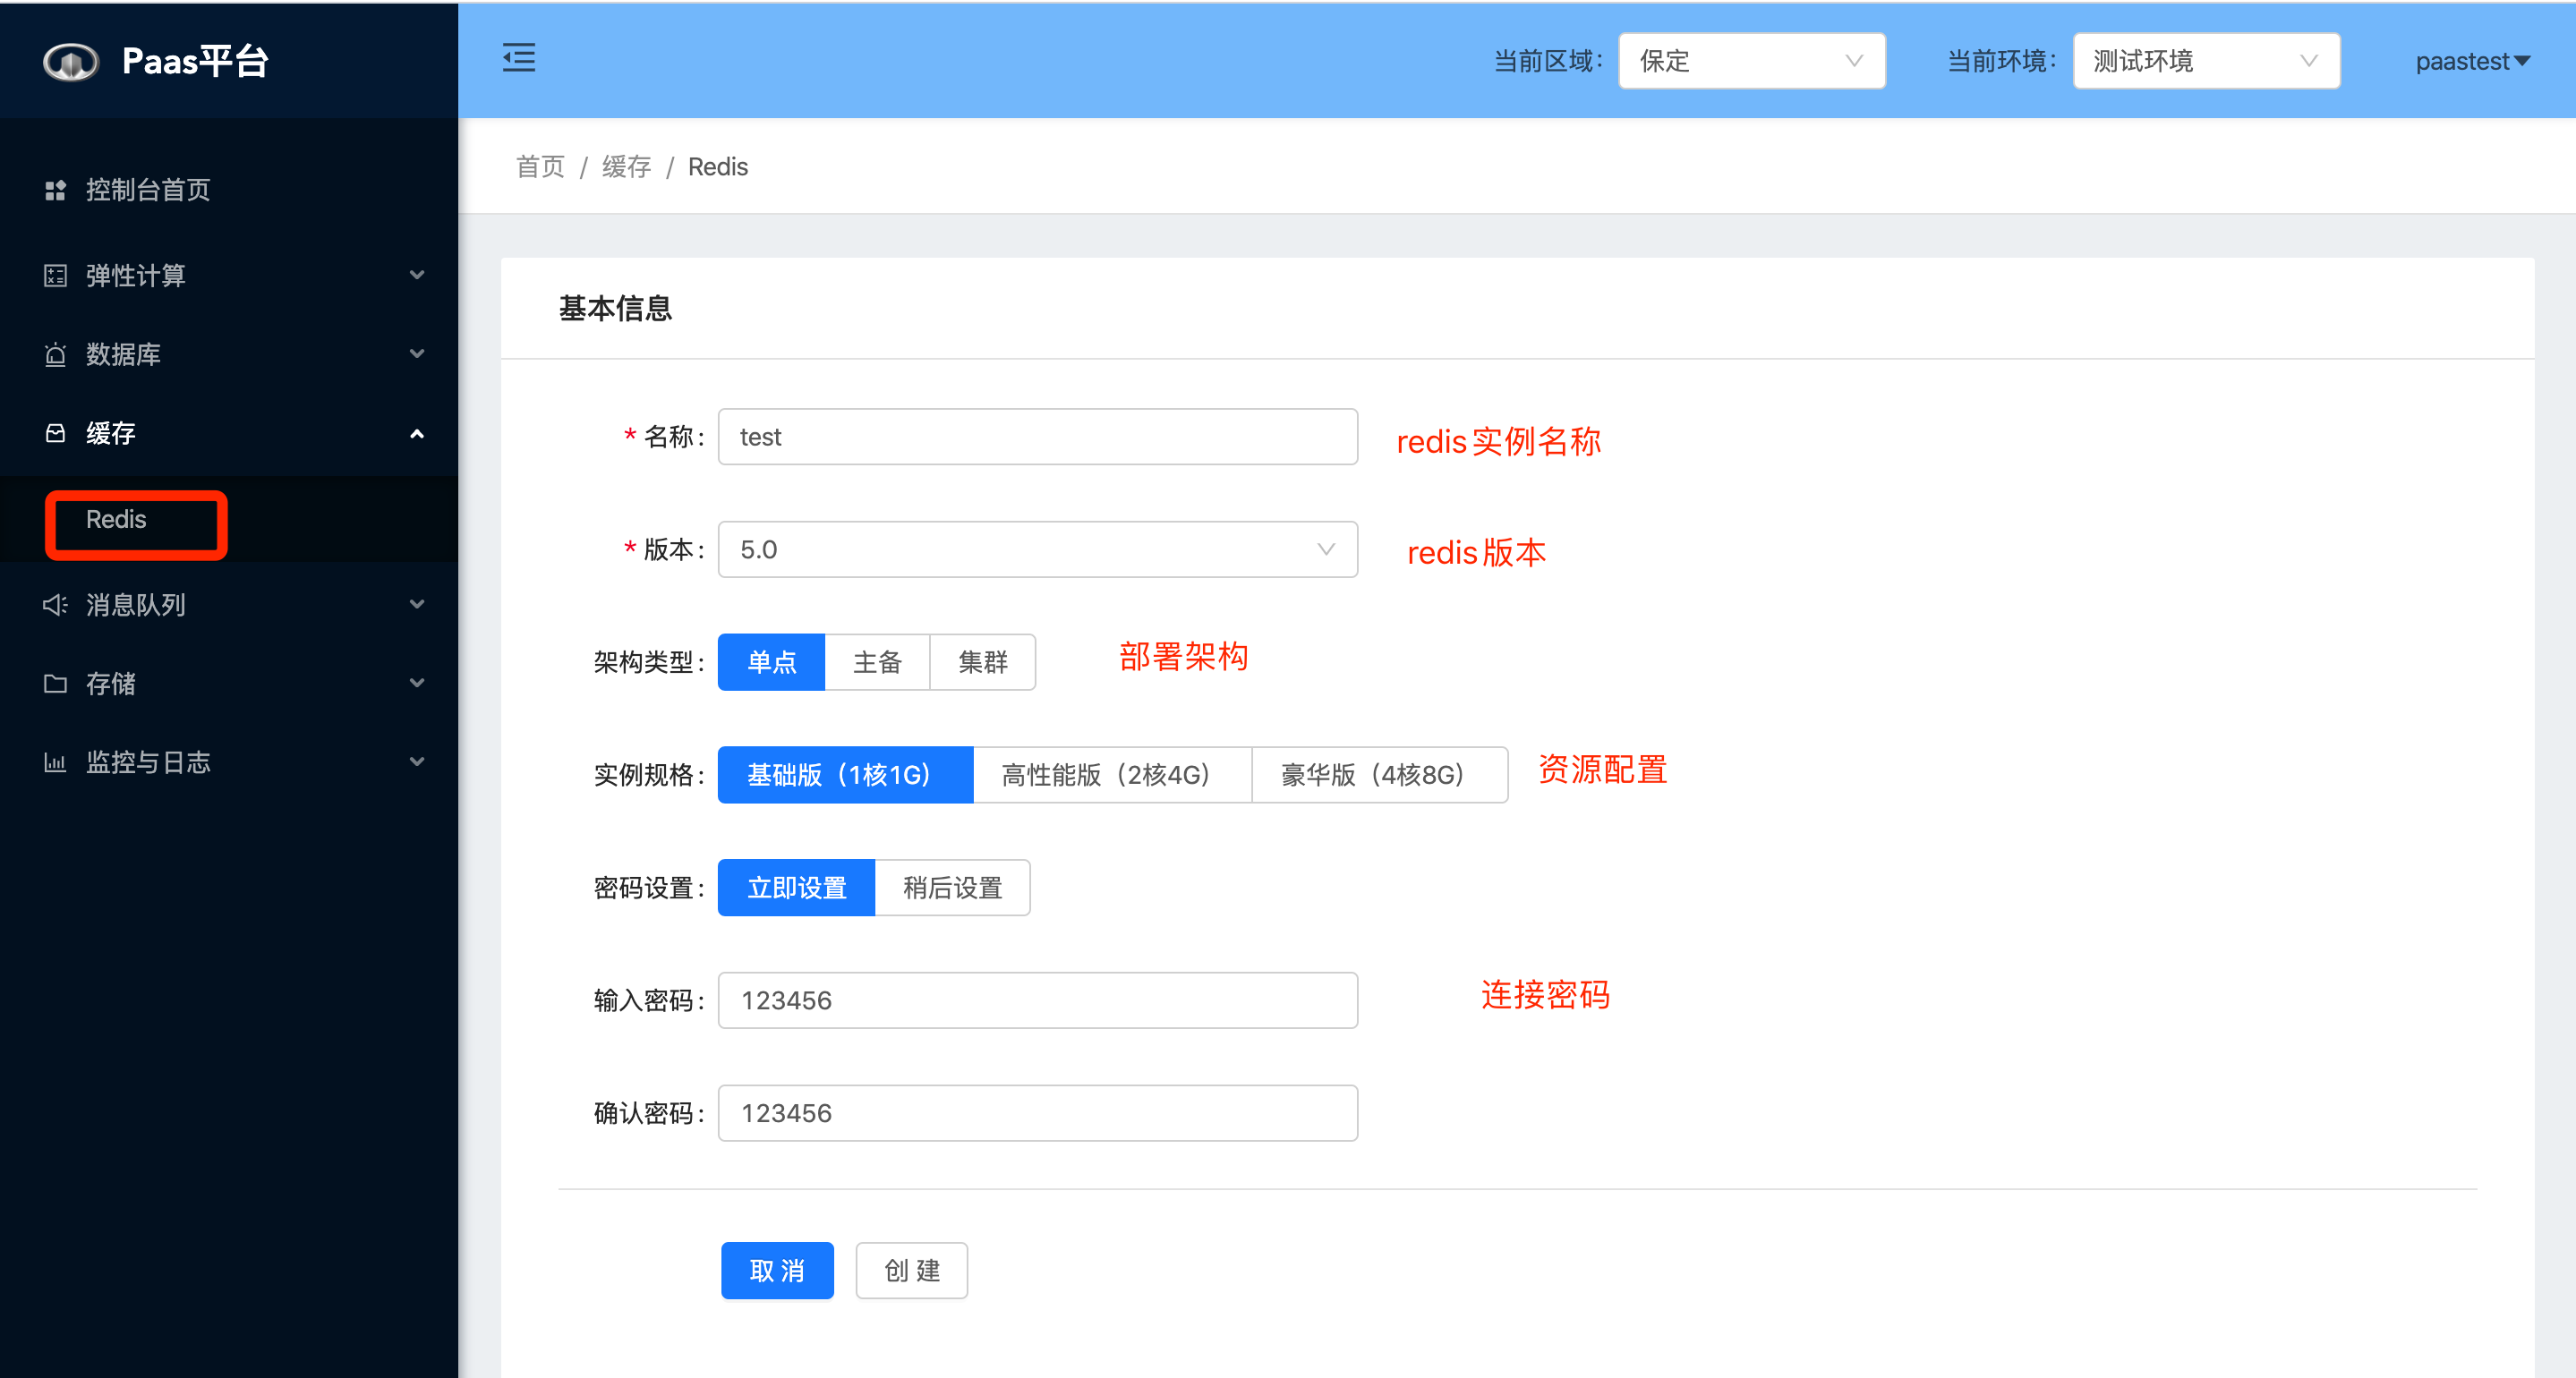 Paas平台
当前区域： 保定 当前环境： 测试环境 paastest
控制台首页
弹性计算
数据库
缓存
Redis
消息队列
存储
监控与日志
首页 / 缓存 / Redis
基本信息
* 名称： test redis实例名称
* 版本： 5.0 redis版本
架构类型： 单点 主备 集群 部署架构
实例规格： 基础版（1核1G） 高性能版（2核4G） 豪华版（4核8G） 资源配置
密码设置： 立即设置 稍后设置
输入密码： 123456 连接密码
确认密码： 123456
取 消 创 建